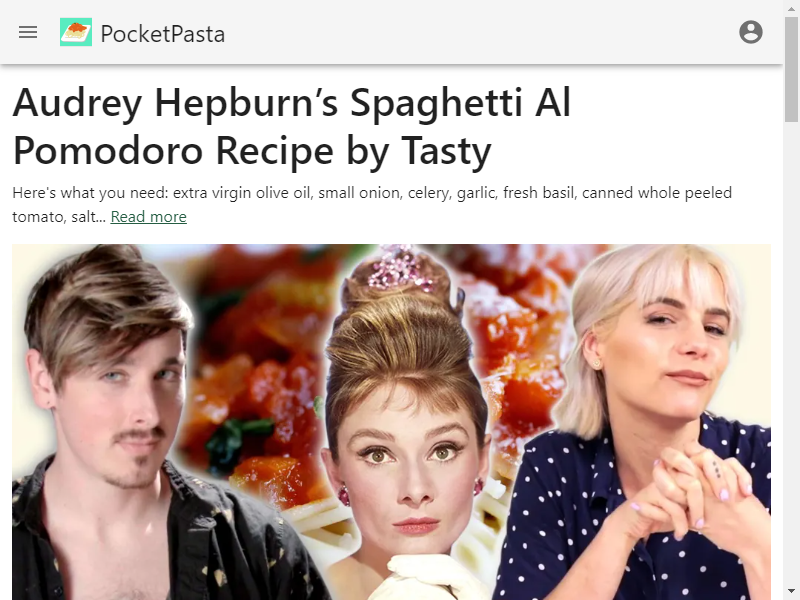 PocketPasta
Audrey Hepburn’s Spaghetti Al
Pomodoro Recipe by Tasty
Here's what you need: extra virgin olive oil, small onion, celery, garlic, fresh basil, canned whole peeled
tomato, salt... Read more